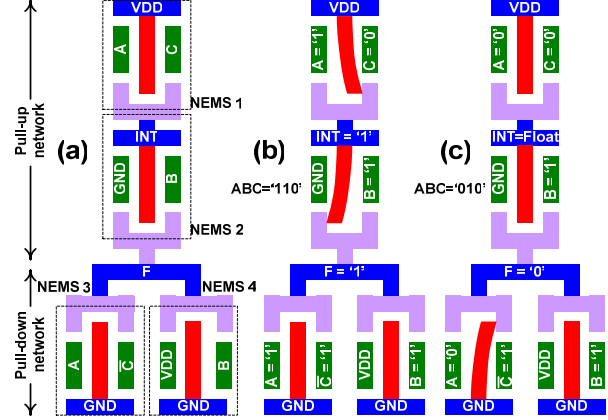 VDD
A
C
NEMS 1
Pull-up
network
(a)
INT
GND
B
NEMS 2
F
NEMS 3
NEMS 4
Pull-down
network
A
C̅
VDD
B
GND
GND
VDD
A = ‘1’
C = ‘0’
(b)
INT = ‘1’
ABC=‘110’
GND
B = ‘1’
F = ‘1’
A = ‘1’
C̅ = ‘1’
VDD
B = ‘1’
GND
GND
VDD
A = ‘0’
C = ‘0’
(c)
INT=Float
ABC=‘010’
GND
B = ‘1’
F = ‘0’
A = ‘0’
C̅ = ‘1’
VDD
B = ‘1’
GND
GND